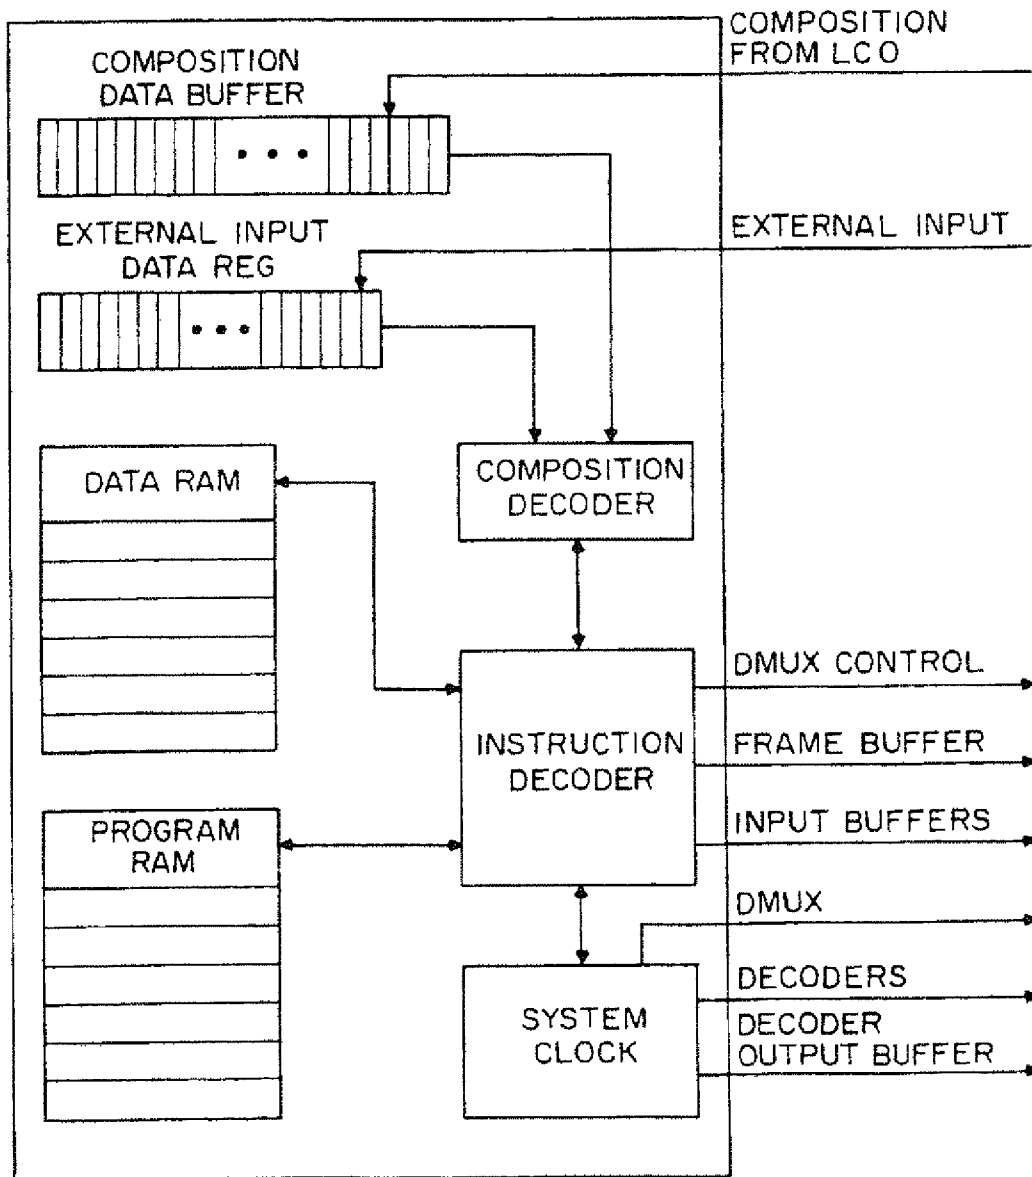 COMPOSITION
FROM LCO
COMPOSITION
DATA BUFFER
EXTERNAL INPUT
EXTERNAL INPUT
DATA REG
DATA RAM
COMPOSITION
DECODER
DMUX CONTROL
INSTRUCTION
DECODER
FRAME BUFFER
INPUT BUFFERS
PROGRAM
RAM
DMUX
DECODERS
SYSTEM
CLOCK
DECODER
OUTPUT BUFFER